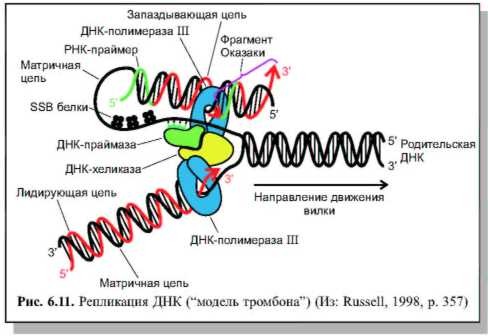 Запаздывающая цепь
ДНК-полимераза III
РНК-праймер
Фрагмент
Оказаки
Матричная
цепь
3'
5'
5'
SSB белки
ДНК-праймаза
5'
Родительская
ДНК
3'
ДНК-хеликаза
3'
Лидирующая цепь
Направление движения
вилки
ДНК-полимераза III
3'
5'
Матричная цепь
Рис. 6.11. Репликация ДНК (“модель тромбона”) (Из: Russell, 1998, p. 357)